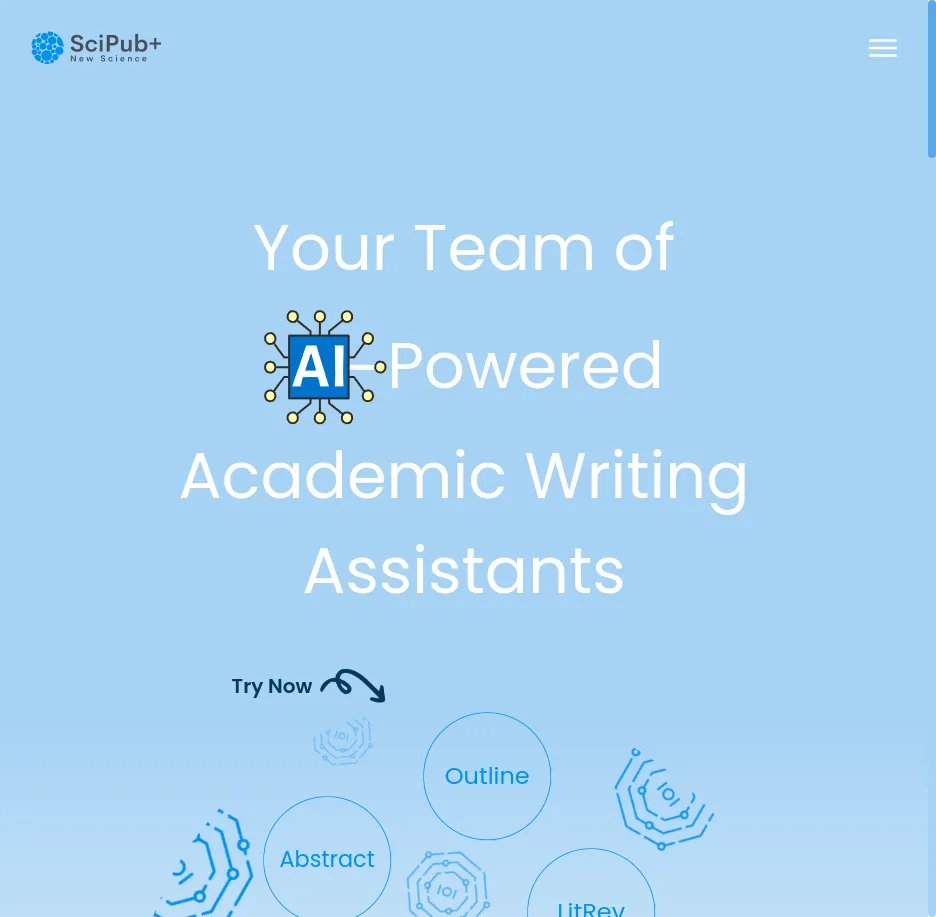 SciPub+
New Science
Your Team of
AI-Powered
Academic Writing
Assistants
Try Now
Outline
Abstract
LitRev